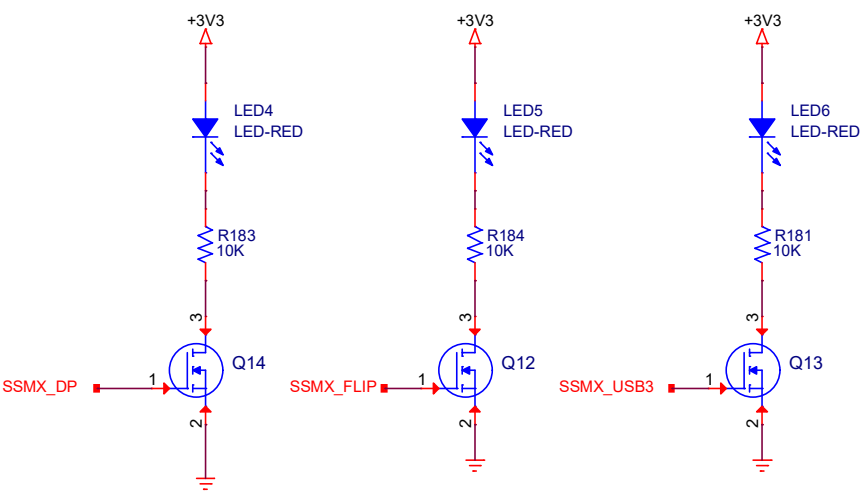 +3V3
+3V3
+3V3
LED4
LED-RED
LED5
LED-RED
LED6
LED-RED
R183
10K
R184
10K
R181
10K
3
3
3
Q14
Q12
Q13
SSMX_DP
1
SSMX_FLIP
1
SSMX_USB3
1
2
2
2